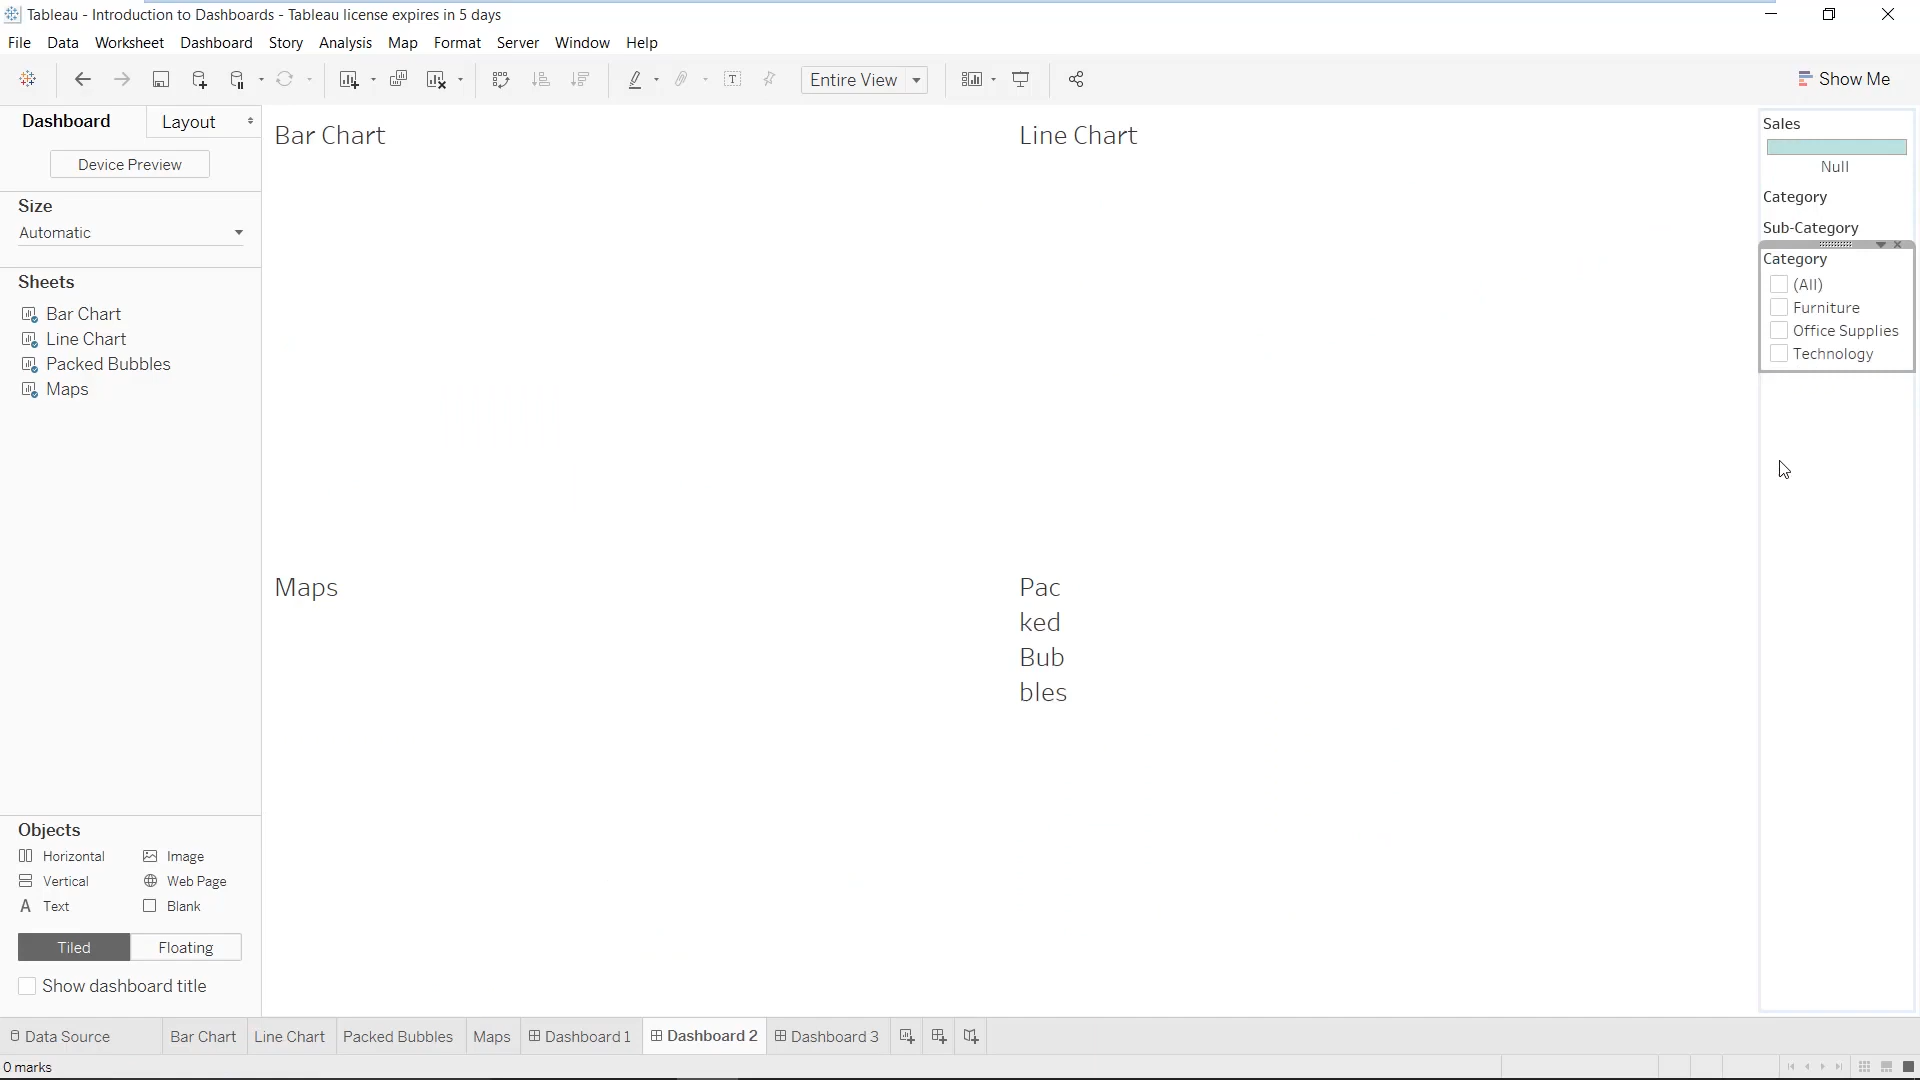 Tableau - Introduction to Dashboards - Tableau license expires in 5 days
File Data Worksheet Dashboard Story Analysis Map Format Server Window Help
Entire View
Show Me
Dashboard Layout
Device Preview
Size
Automatic
Sheets
Bar Chart
Line Chart
Packed Bubbles
Maps
Objects
Horizontal Image
Vertical Web Page
A Text Blank
Tiled Floating
Show dashboard title
Bar Chart
Line Chart
Maps
Pac
ked
Bub
bles
Sales
Null
Category
Sub-Category
Category
(All)
Furniture
Office Supplies
Technology
Data Source Bar Chart Line Chart Packed Bubbles Maps Dashboard 1 Dashboard 2 Dashboard 3
0 marks